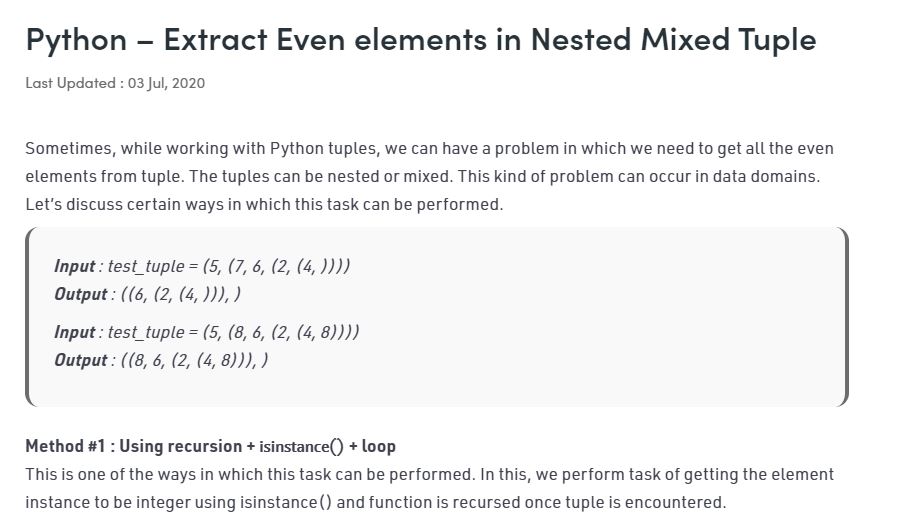 Python – Extract Even elements in Nested Mixed Tuple
Last Updated : 03 Jul, 2020
Sometimes, while working with Python tuples, we can have a problem in which we need to get all the even
elements from tuple. The tuples can be nested or mixed. This kind of problem can occur in data domains.
Let’s discuss certain ways in which this task can be performed.
Input : test_tuple = (5, (7, 6, (2, (4, ))))
Output : ((6, (2, (4, ))), )
Input : test_tuple = (5, (8, 6, (2, (4, 8))))
Output : ((8, 6, (2, (4, 8))), )
Method #1 : Using recursion + isinstance() + loop
This is one of the ways in which this task can be performed. In this, we perform task of getting the element
instance to be integer using isinstance() and function is recursed once tuple is encountered.